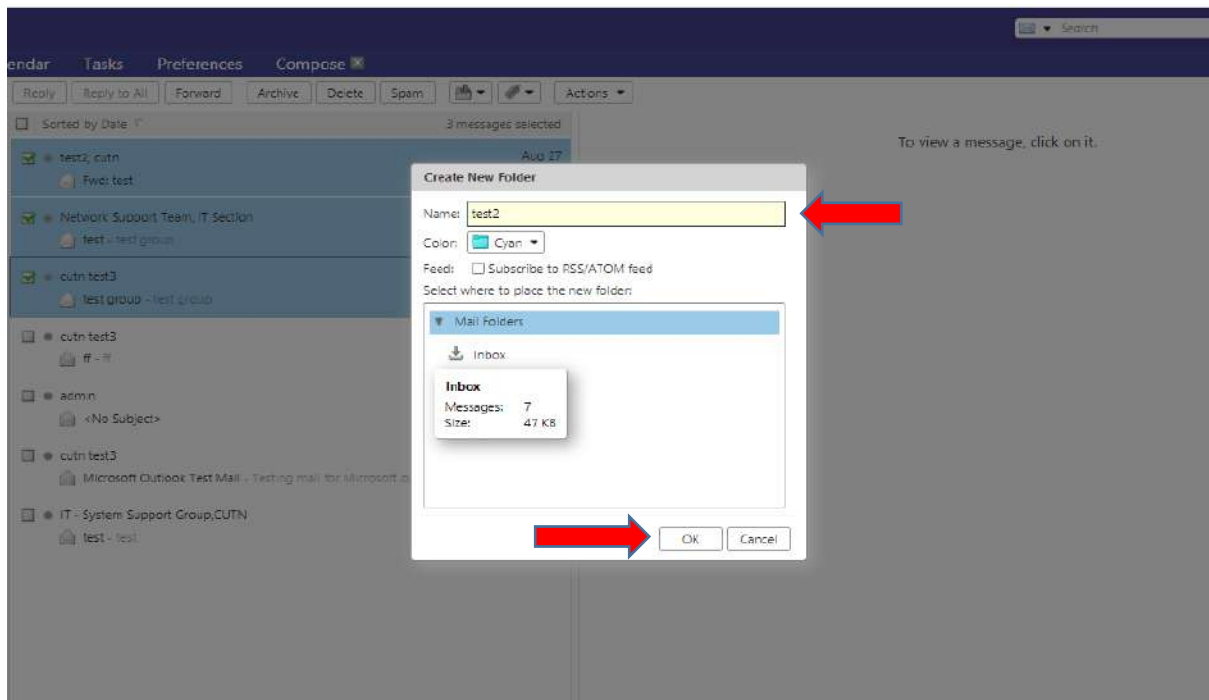 Search
endar Tasks Preferences Compose
Reply Reply to All Forward Archive Delete Spam Actions
Sorted by Date 3 messages selected
To view a message, click on it.
test2, cutn Aug 27
Fwd: test
Network Support Team, IT Section
test - test group
cutn test3
test group - test group
cutn test3
ff - ff
admin
<No Subject>
cutn test3
Microsoft Outlook Test Mail - Testing mail for Microsoft
IT - System Support Group,CUTN
test - test
Create New Folder
Name: test2
Color: Cyan
Feed: Subscribe to RSS/ATOM feed
Select where to place the new folder:
Mail Folders
Inbox
Inbox
Messages: 7
Size: 47 KB
OK Cancel